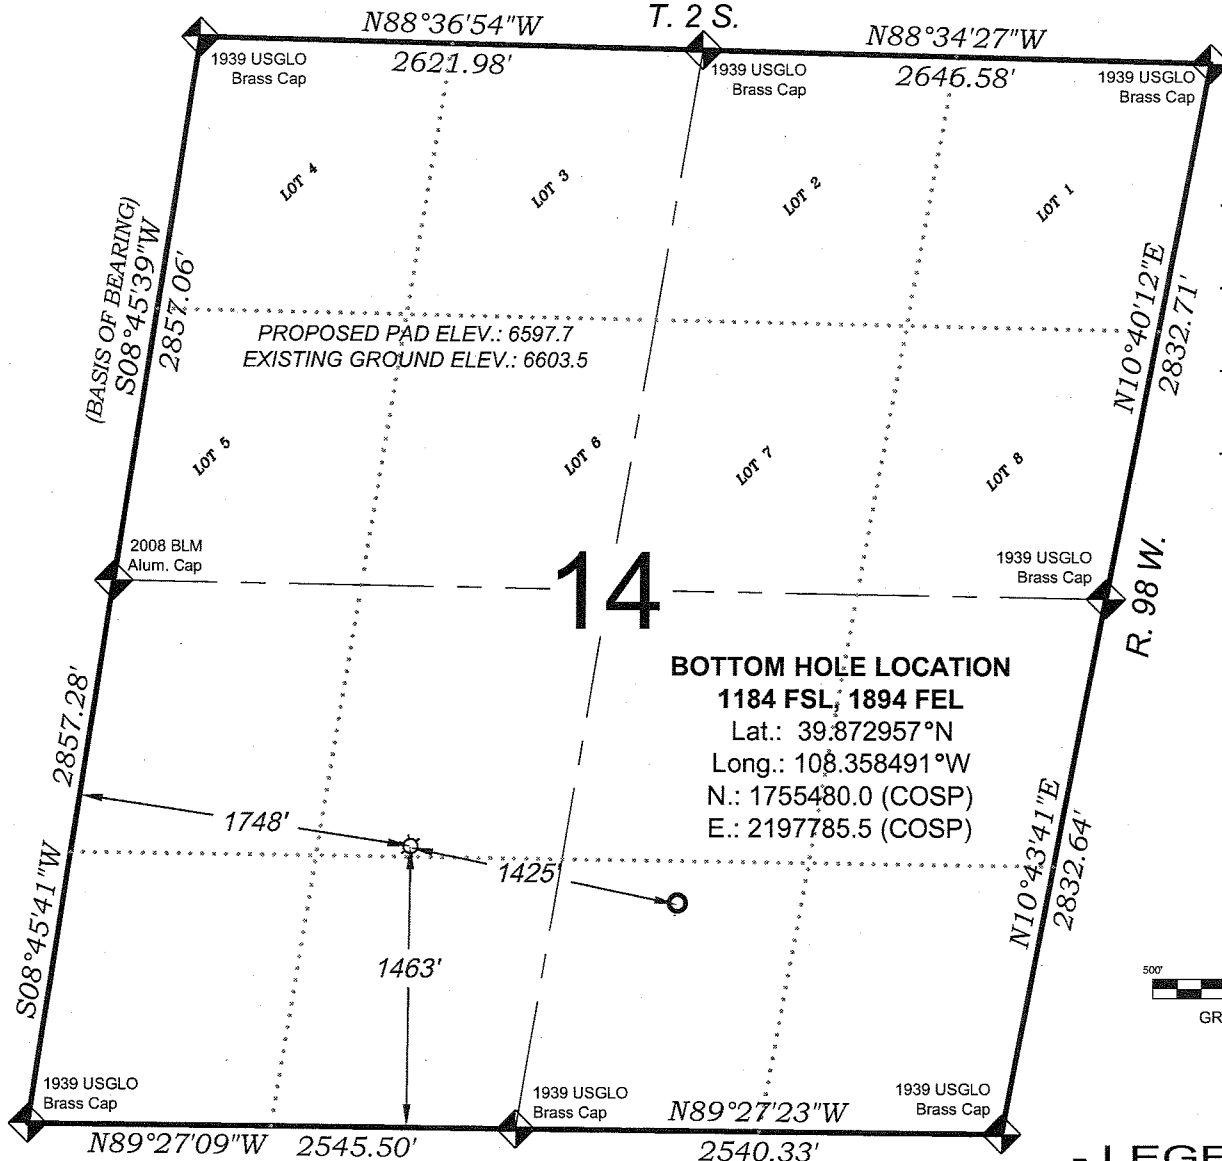 T. 2 S.
N88°36'54"W
N88°34'27"W
2621.98'
2646.58'
1939 USGLO
Brass Cap
1939 USGLO
Brass Cap
1939 USGLO
Brass Cap
LOT 4
LOT 3
LOT 2
LOT 1
(BASIS OF BEARING)
S08°45'39"W
2857.06'
N10°40'12"E
2832.71'
PROPOSED PAD ELEV.: 6597.7
EXISTING GROUND ELEV.: 6603.5
LOT 5
LOT 6
LOT 7
LOT 8
2008 BLM
Alum. Cap
14
1939 USGLO
Brass Cap
R. 98 W.
BOTTOM HOLE LOCATION
1184 FSL, 1894 FEL
Lat.: 39.872957°N
Long.: 108.358491°W
N.: 1755480.0 (COSP)
E.: 2197785.5 (COSP)
2857.28'
S08°45'41"W
1748'
1425'
1463'
N10°43'41"E
2832.64'
500'
GR
1939 USGLO
Brass Cap
1939 USGLO
Brass Cap
1939 USGLO
Brass Cap
N89°27'09"W
2545.50'
N89°27'23"W
2540.33'
- LEGE